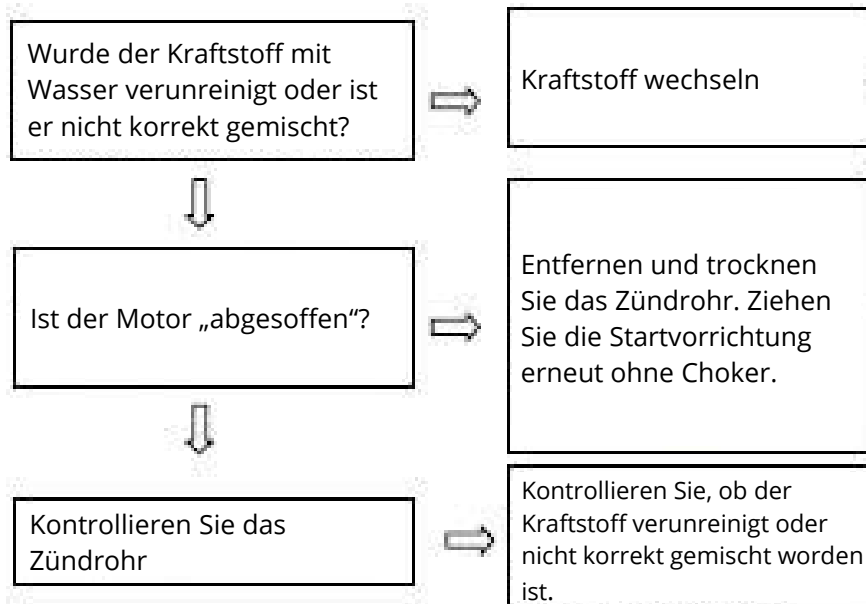 Wurde der Kraftstoff mit
Wasser verunreinigt oder ist
er nicht korrekt gemischt?
Kraftstoff wechseln
Ist der Motor „abgesoffen“?
Entfernen und trocknen
Sie das Zündrohr. Ziehen
Sie die Startvorrichtung
erneut ohne Choker.
Kontrollieren Sie das
Zündrohr
Kontrollieren Sie, ob der
Kraftstoff verunreinigt oder
nicht korrekt gemischt worden
ist.